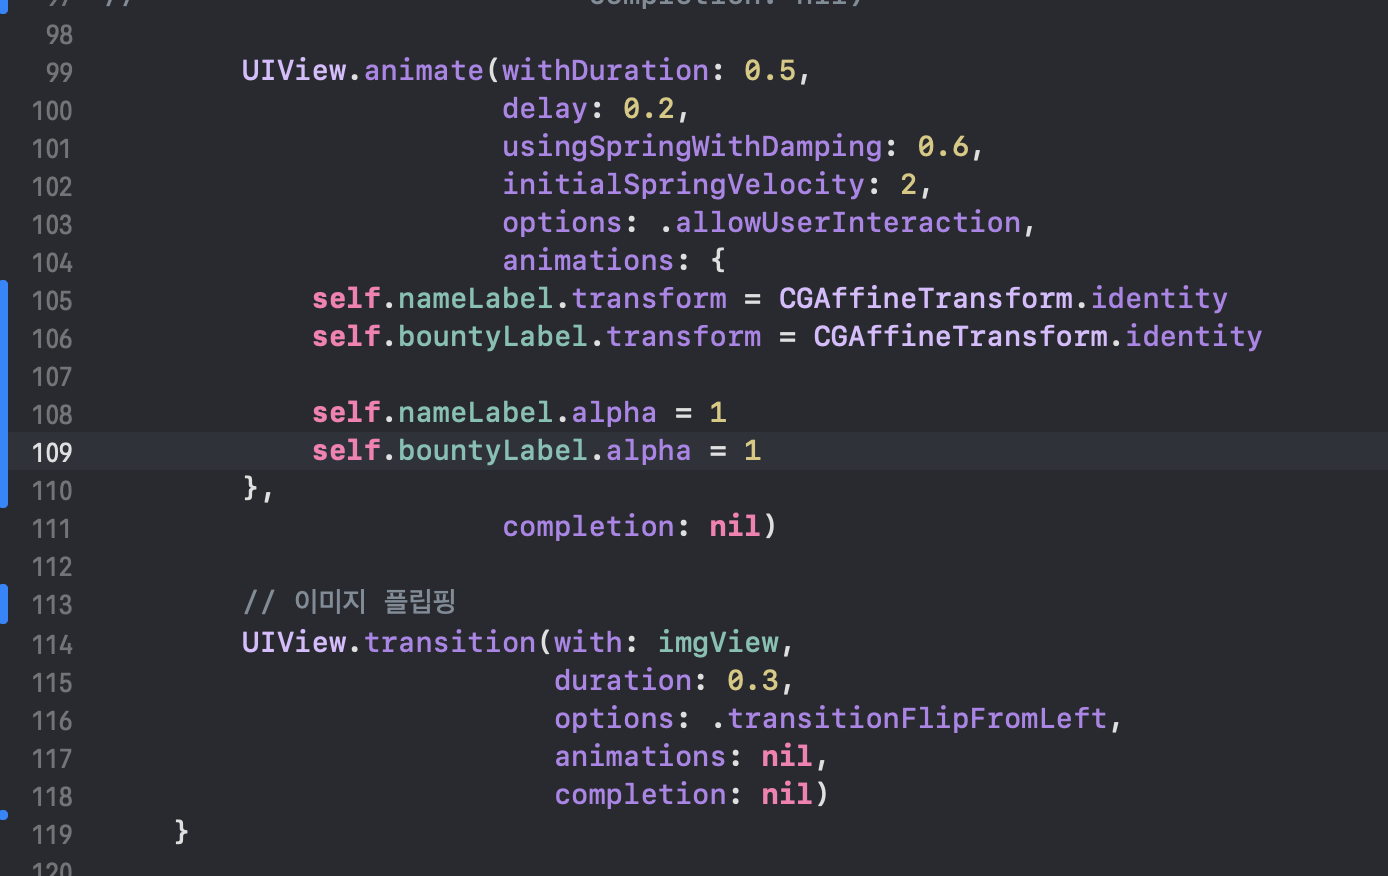 97 // completion: nil)
98
99 UIView.animate(withDuration: 0.5,
100 delay: 0.2,
101 usingSpringWithDamping: 0.6,
102 initialSpringVelocity: 2,
103 options: .allowUserInteraction,
104 animations: {
105 self.nameLabel.transform = CGAffineTransform.identity
106 self.bountyLabel.transform = CGAffineTransform.identity
107
108 self.nameLabel.alpha = 1
109 self.bountyLabel.alpha = 1
110 },
111 completion: nil)
112
113 // 이미지 플립핑
114 UIView.transition(with: imgView,
115 duration: 0.3,
116 options: .transitionFlipFromLeft,
117 animations: nil,
118 completion: nil)
119 }
120